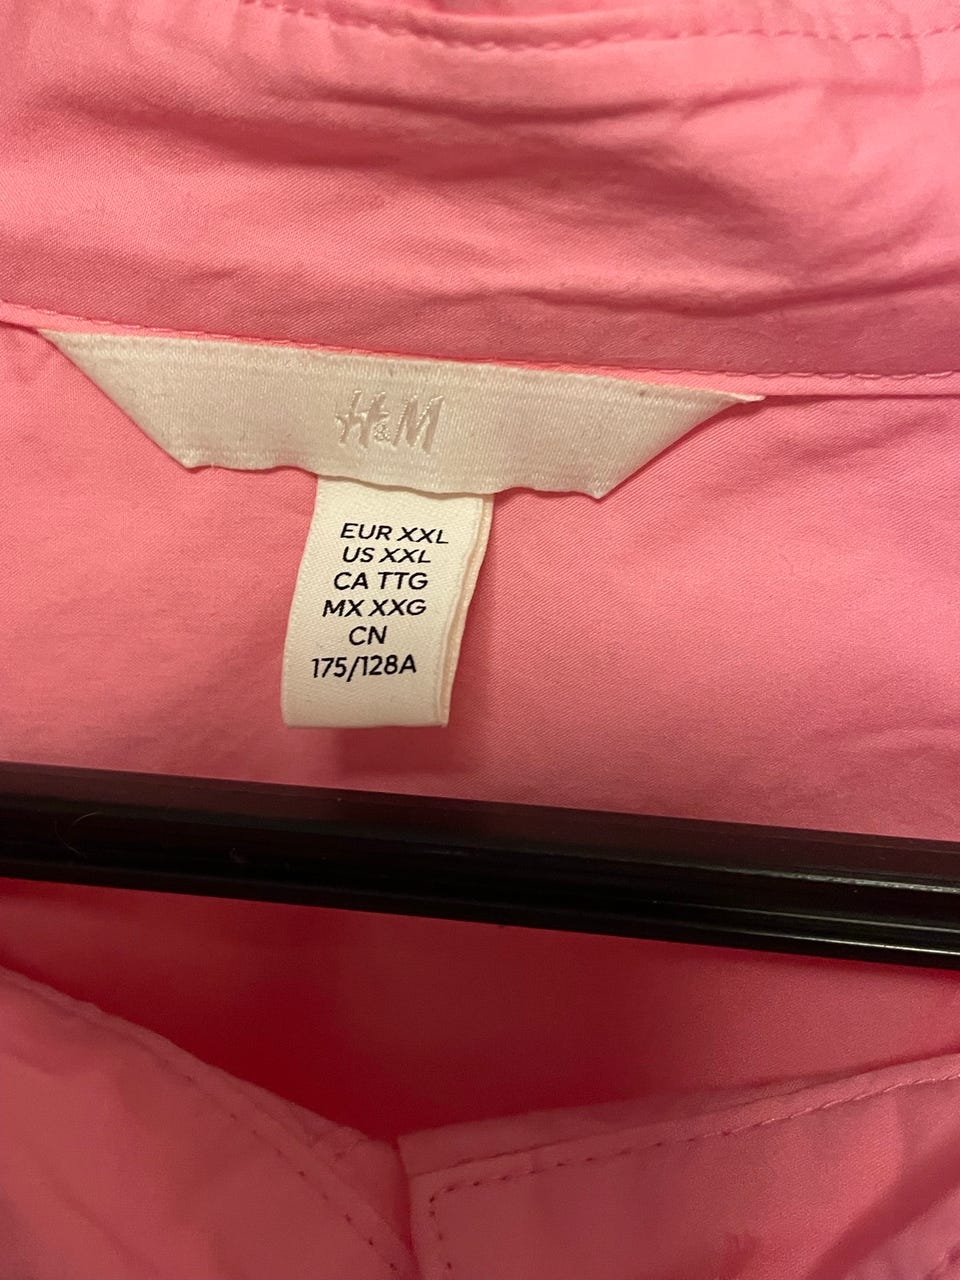 H&M
EUR XXL
US XXL
CA TTG
MX XXG
CN
175/128A